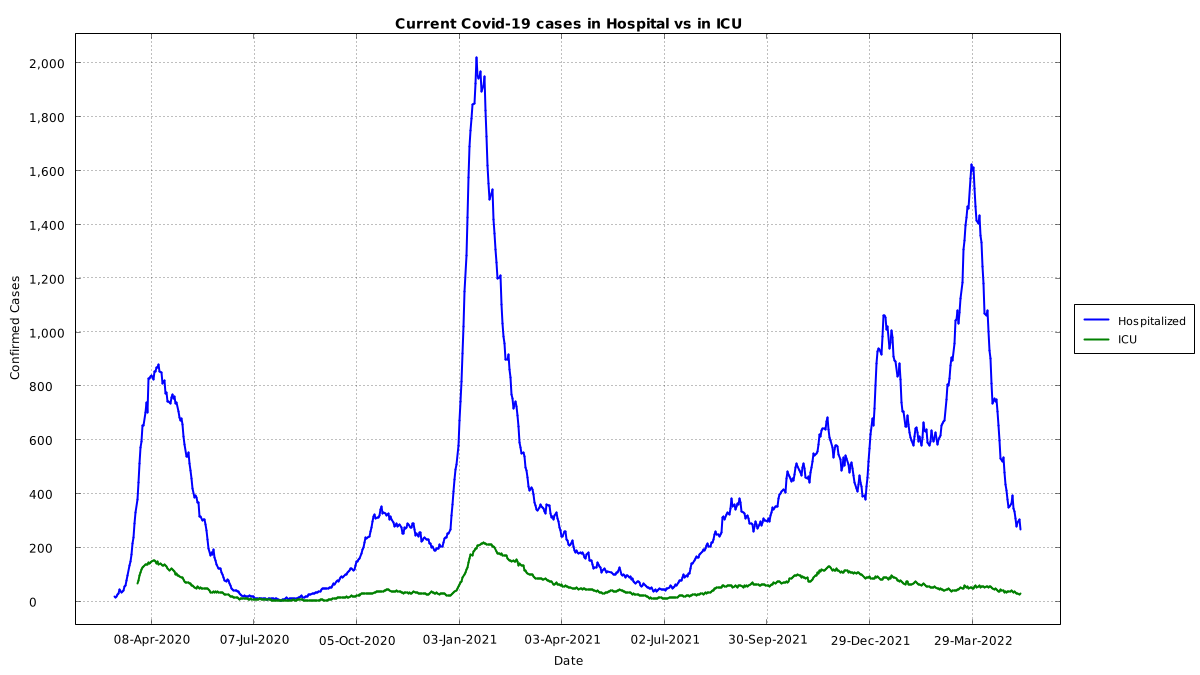 Current Covid-19 cases in Hospital vs in ICU
2,000
1,800
1,600
1,400
1,200
1,000
800
600
400
200
0
Confirmed Cases
08-Apr-2020 07-Jul-2020 05-Oct-2020 03-Jan-2021 03-Apr-2021 02-Jul-2021 30-Sep-2021 29-Dec-2021 29-Mar-2022
Date
Hospitalized
ICU